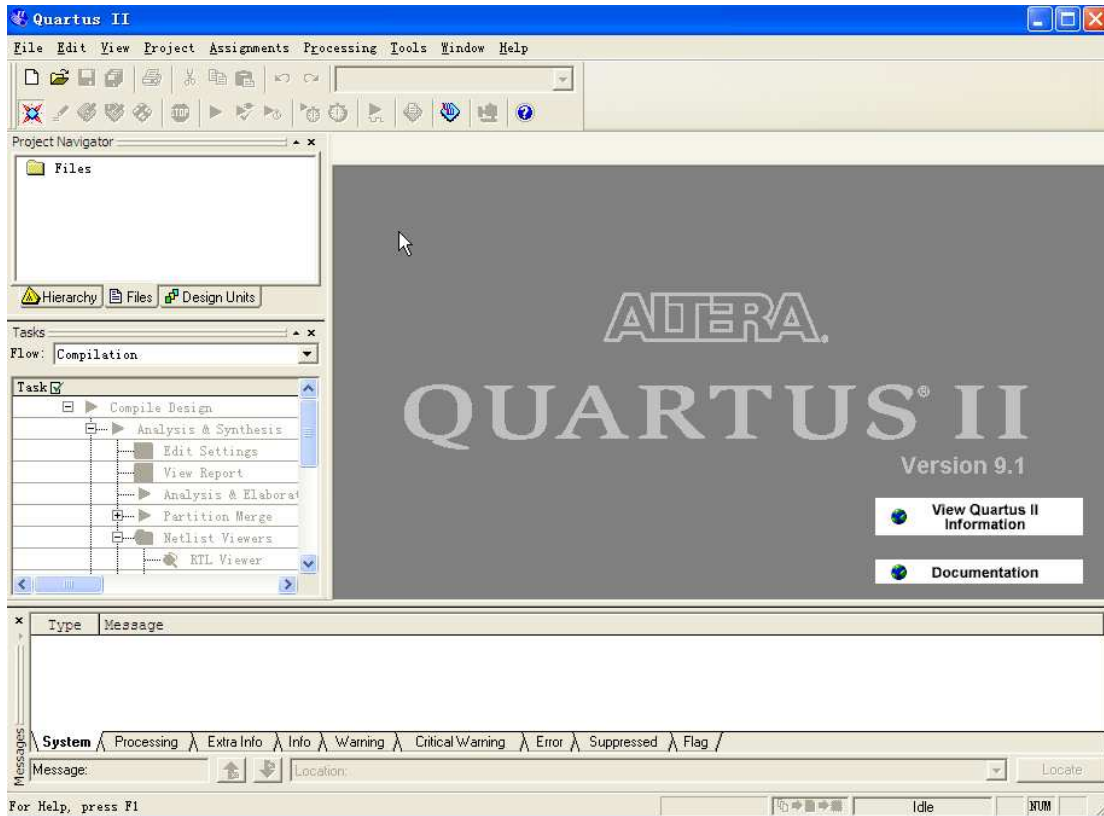 Quartus II
File Edit View Project Assignments Processing Tools Window Help
STOP
Project Navigator
Files
Hierarchy Files Design Units
Tasks
Flow: Compilation
Task
Compile Design
Analysis & Synthesis
Edit Settings
View Report
Analysis & Elaborat
Partition Merge
Netlist Viewers
RTL Viewer
ALTERA.
QUARTUS® II
Version 9.1
View Quartus II
Information
Documentation
Type Message
System Processing Extra Info Info Warning Critical Warning Error Suppressed Flag
Messages
Message: Location: Locate
For Help, press F1 Idle NUM